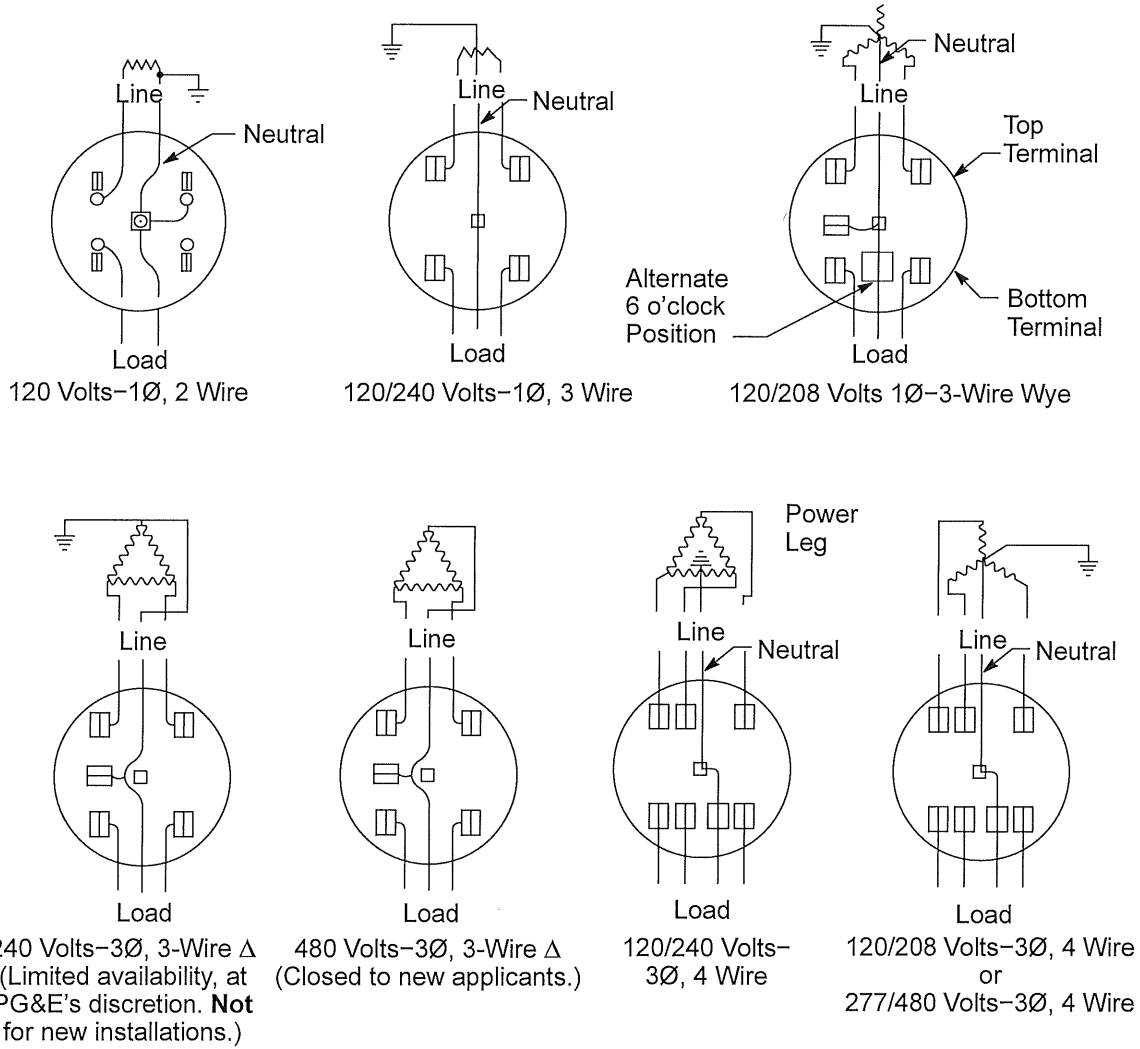 Line
Neutral
Load
120 Volts–1Ø, 2 Wire
Line
Neutral
Load
120/240 Volts–1Ø, 3 Wire
Neutral
Line
Top
Terminal
Alternate
6 o'clock
Position
Bottom
Terminal
Load
120/208 Volts 1Ø–3-Wire Wye
Line
Load
240 Volts–3Ø, 3-Wire Δ
(Limited availability, at
PG&E's discretion. Not
for new installations.)
Line
Load
480 Volts–3Ø, 3-Wire Δ
(Closed to new applicants.)
Power
Leg
Line
Neutral
Load
120/240 Volts–
3Ø, 4 Wire
Line
Neutral
Load
120/208 Volts–3Ø, 4 Wire
or
277/480 Volts–3Ø, 4 Wire